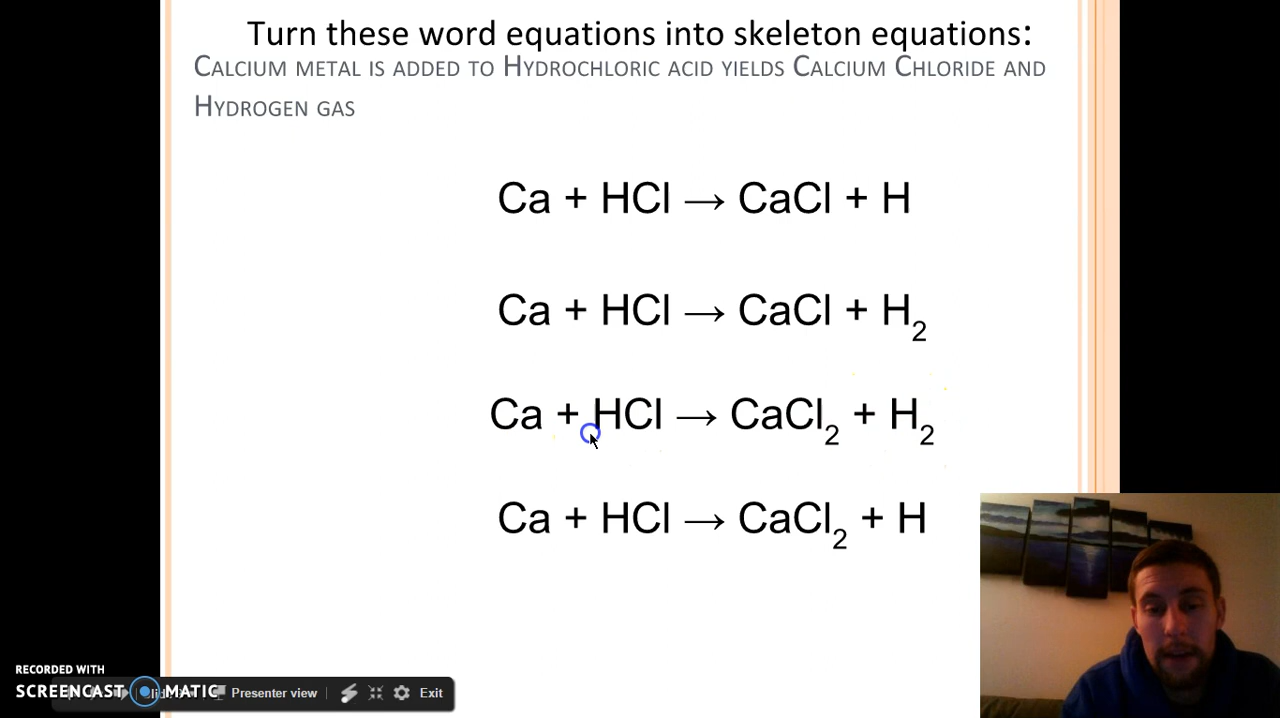 Turn these word equations into skeleton equations:
CALCIUM METAL IS ADDED TO HYDROCHLORIC ACID YIELDS CALCIUM CHLORIDE AND
HYDROGEN GAS
Ca + HCl → CaCl + H
Ca + HCl → CaCl + H₂
Ca + HCl → CaCl₂ + H₂
Ca + HCl → CaCl₂ + H
RECORDED WITH
SCREENCAST MATIC
Presenter view
Exit